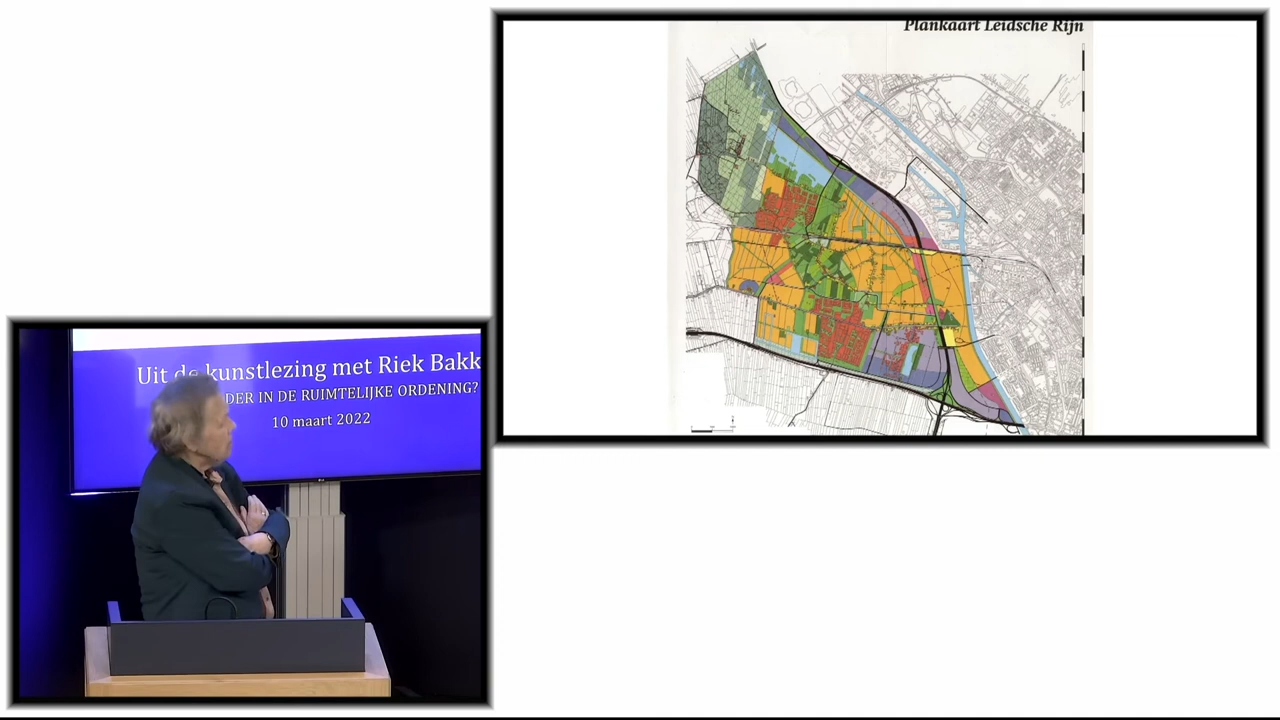 Plankaart Leidsche Rijn
Uit de kunstlezing met Riek Bakk
DER IN DE RUIMTELIJKE ORDENING?
10 maart 2022